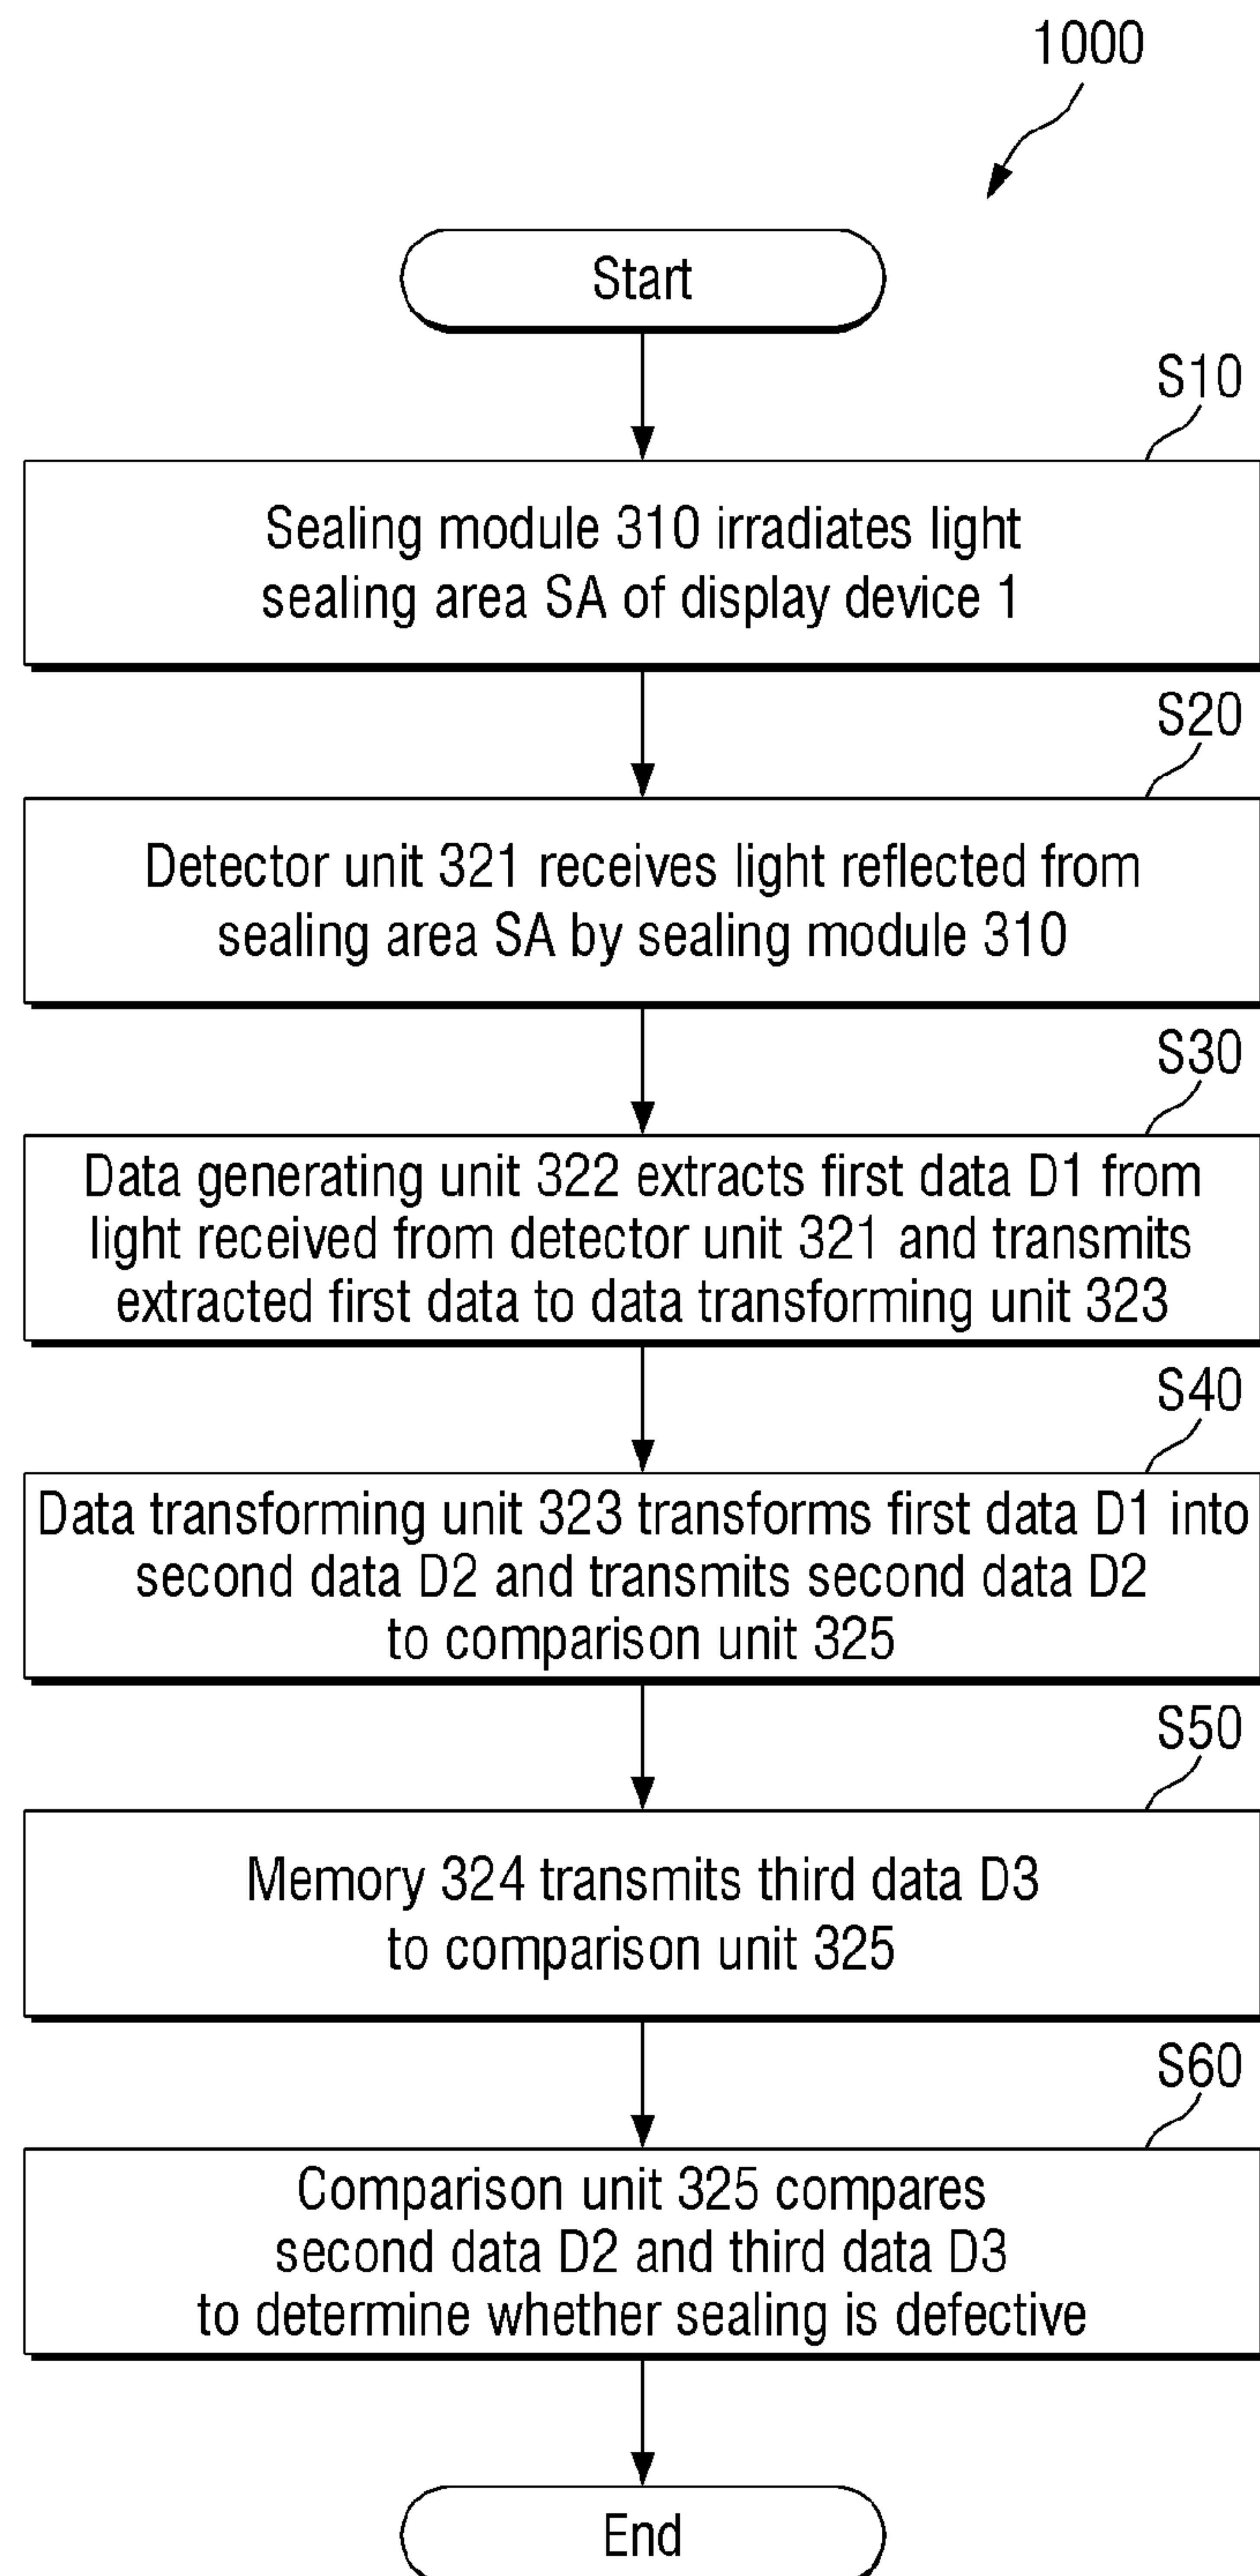 1000
Start
S10
Sealing module 310 irradiates light
sealing area SA of display device 1
S20
Detector unit 321 receives light reflected from
sealing area SA by sealing module 310
S30
Data generating unit 322 extracts first data D1 from
light received from detector unit 321 and transmits
extracted first data to data transforming unit 323
S40
Data transforming unit 323 transforms first data D1 into
second data D2 and transmits second data D2
to comparison unit 325
S50
Memory 324 transmits third data D3
to comparison unit 325
S60
Comparison unit 325 compares
second data D2 and third data D3
to determine whether sealing is defective
End